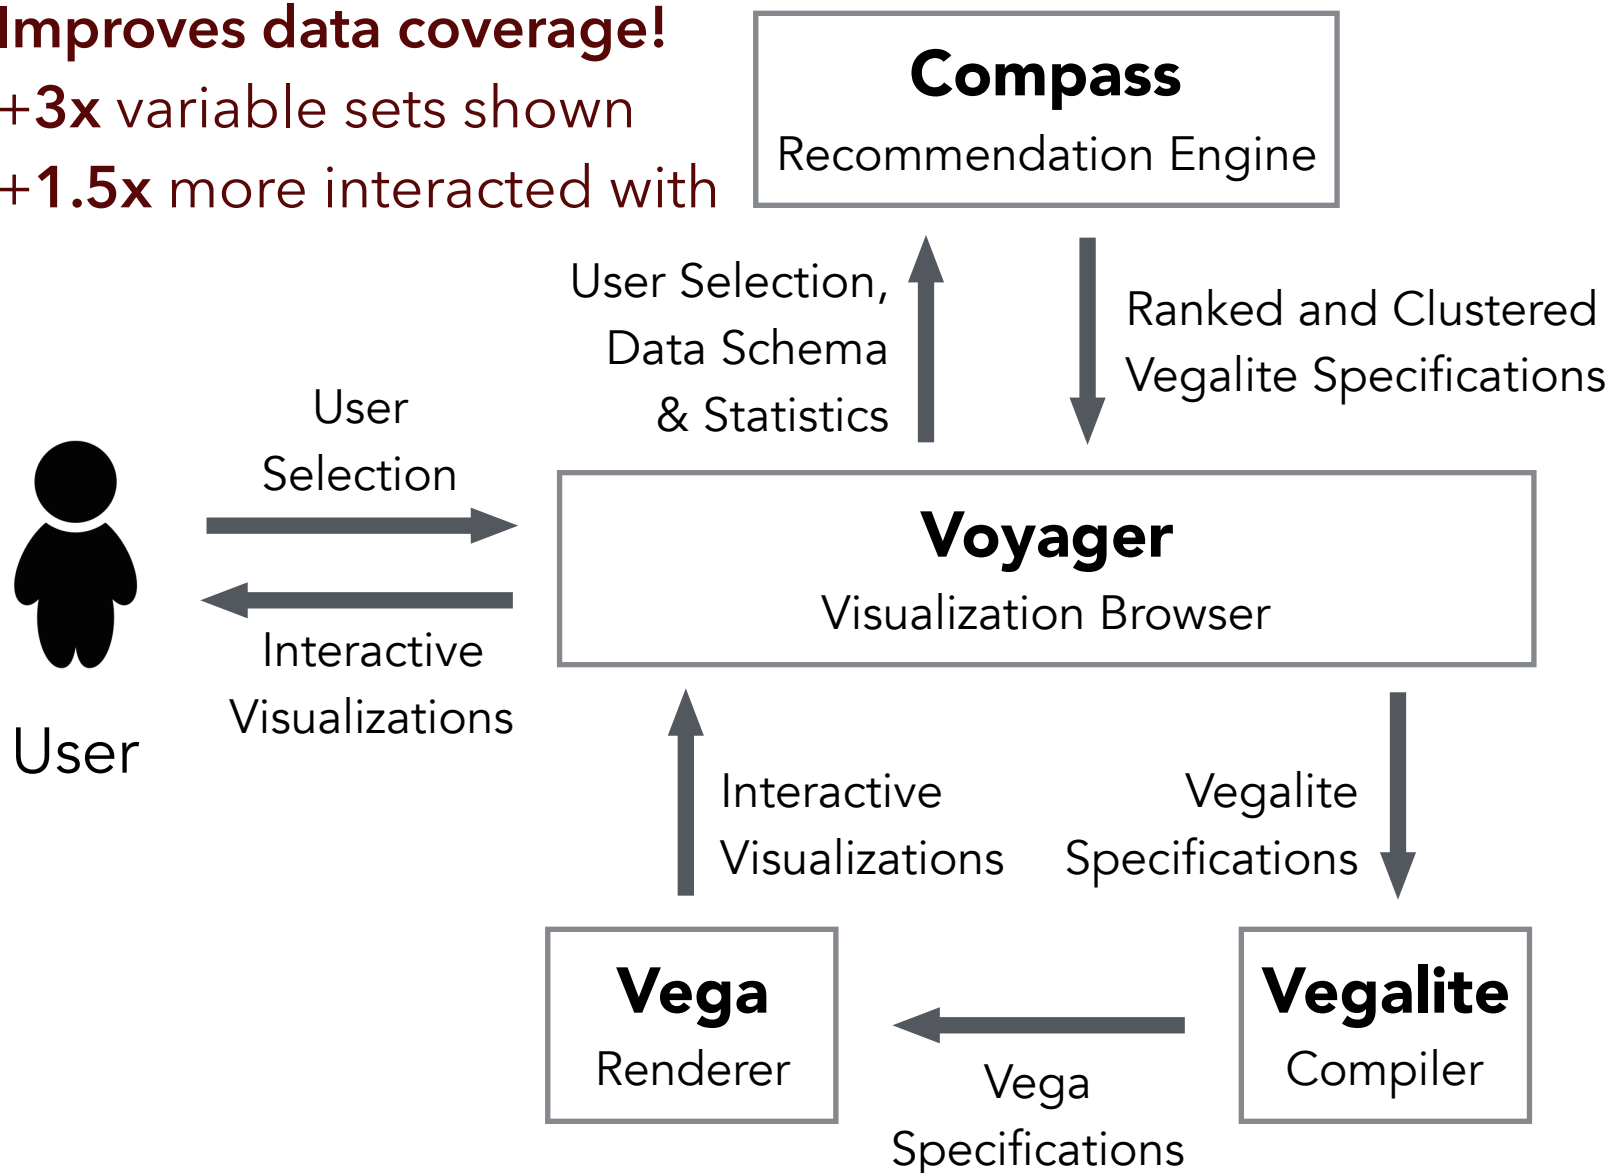 Improves data coverage!
+3x variable sets shown
+1.5x more interacted with
Compass
Recommendation Engine
User Selection,
Data Schema
& Statistics
Ranked and Clustered
Vegalite Specifications
User
Selection
Voyager
Visualization Browser
Interactive
Visualizations
User
Interactive
Visualizations
Vegalite
Specifications
Vega
Renderer
Vegalite
Compiler
Vega
Specifications